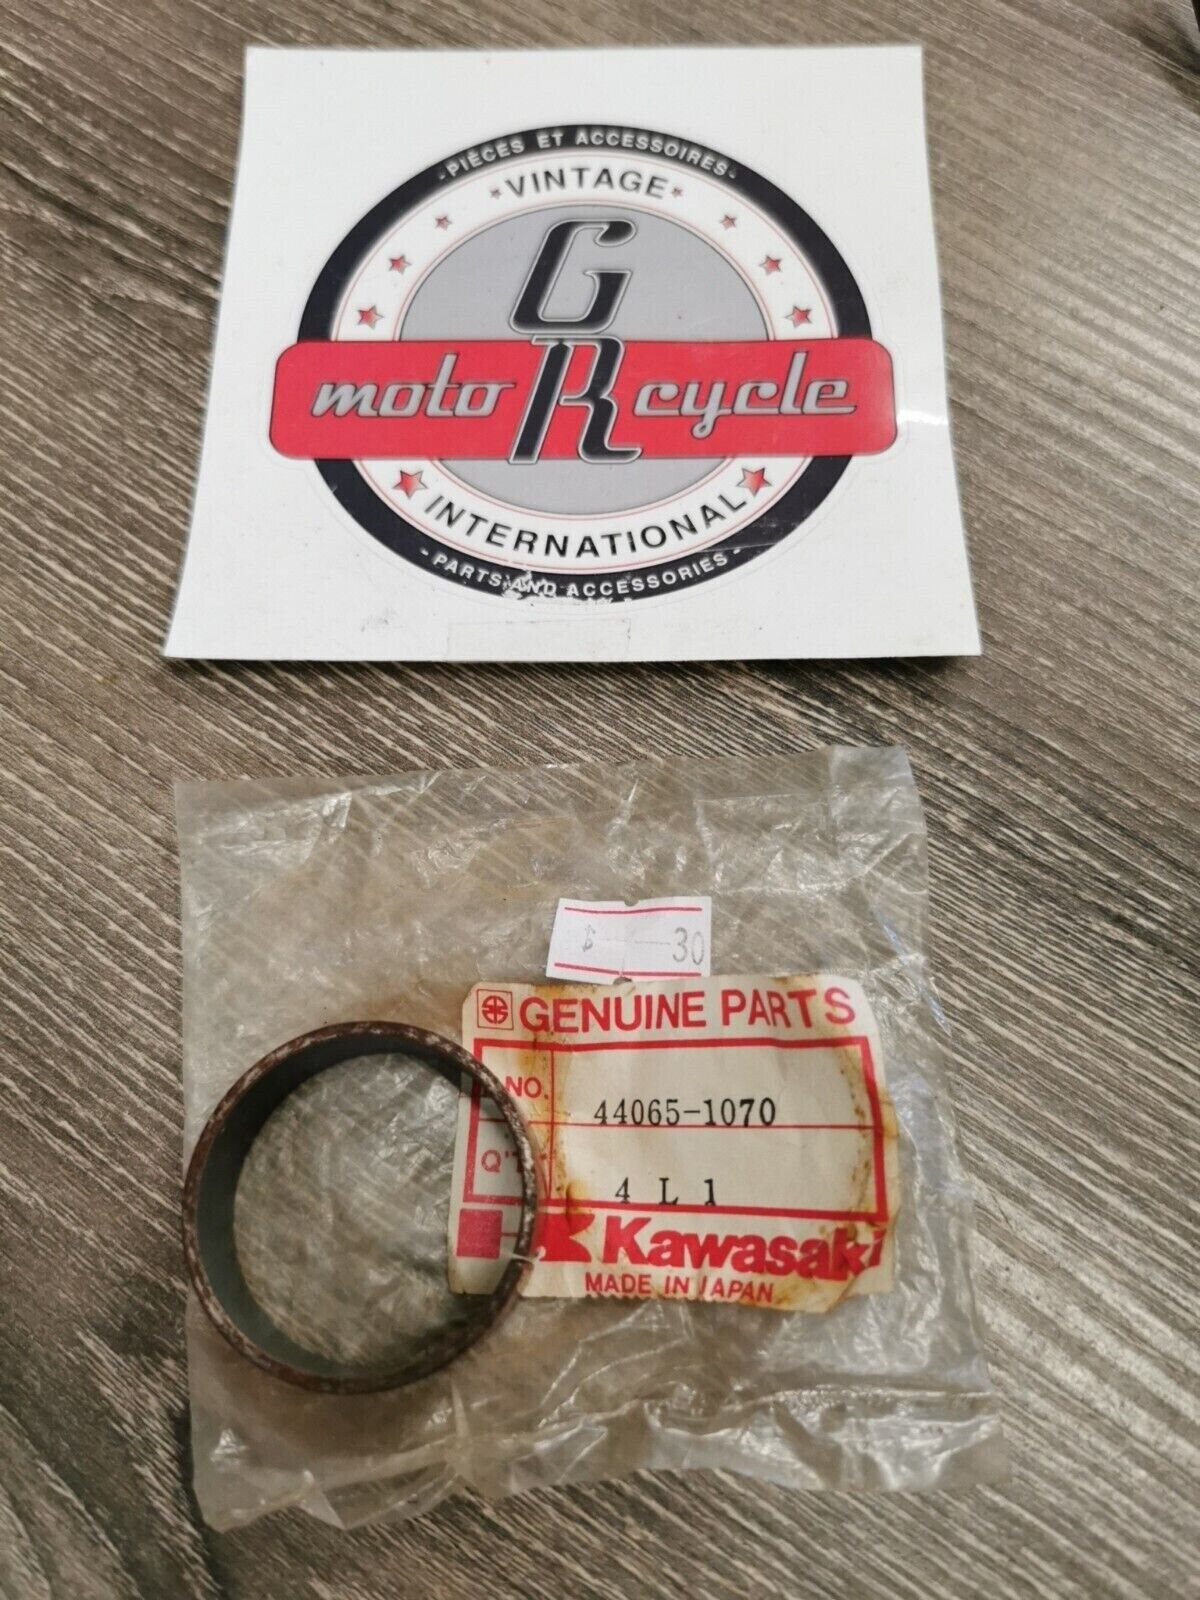 -PIÈCES ET ACCESSOIRES-
VINTAGE
G
moto R cycle
INTERNATIONAL
-PARTS AND ACCESSORIES-
$ —30
GENUINE PARTS
NO. 44065-1070
Q'T 4 L 1
Kawasaki
MADE IN JAPAN